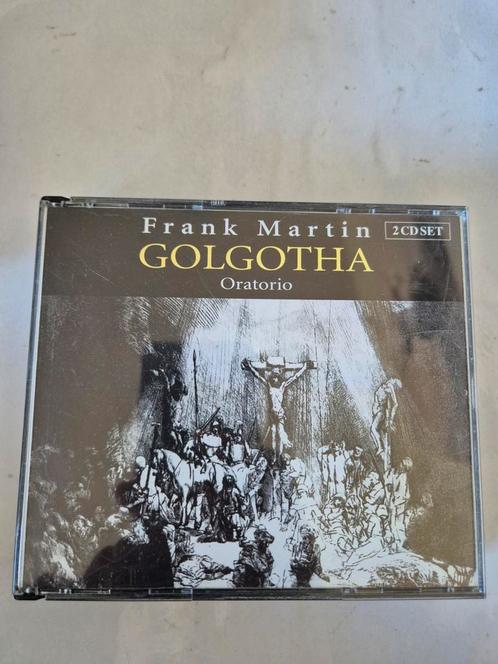 Frank Martin
2 CD SET
GOLGOTHA
Oratorio